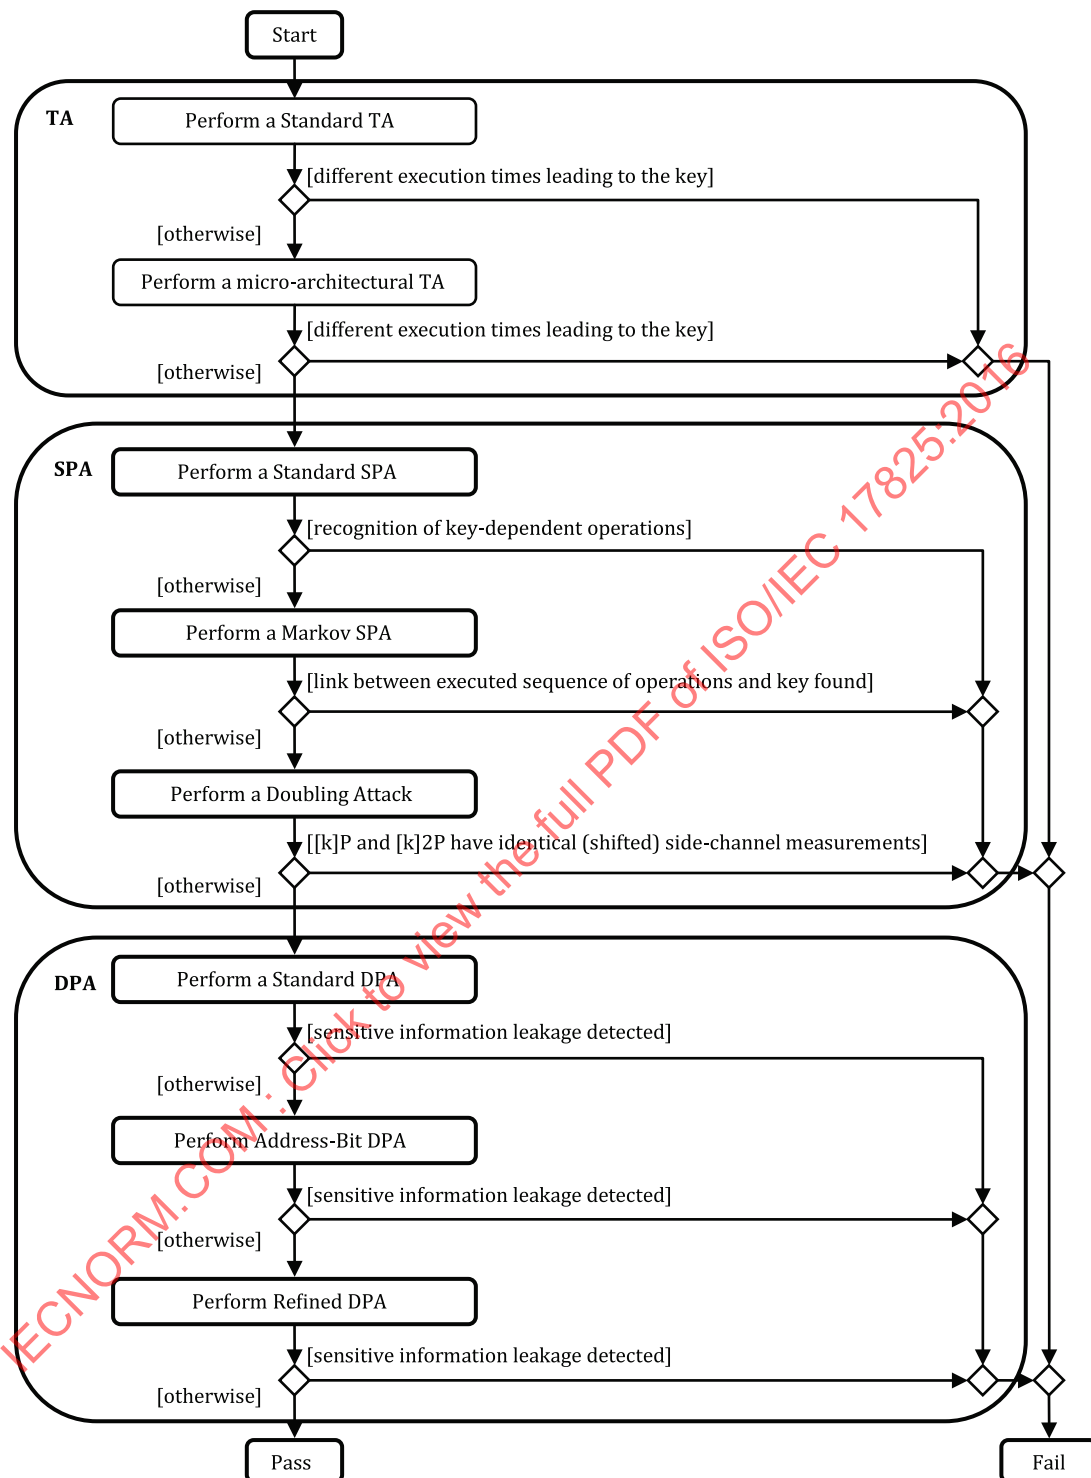 Start
TA
Perform a Standard TA
[different execution times leading to the key]
[otherwise]
Perform a micro-architectural TA
[different execution times leading to the key]
[otherwise]
SPA
Perform a Standard SPA
[recognition of key-dependent operations]
[otherwise]
Perform a Markov SPA
[link between executed sequence of operations and key found]
[otherwise]
Perform a Doubling Attack
[[k]P and [k]2P have identical (shifted) side-channel measurements]
[otherwise]
DPA
Perform a Standard DPA
[sensitive information leakage detected]
[otherwise]
Perform Address-Bit DPA
[sensitive information leakage detected]
[otherwise]
Perform Refined DPA
[sensitive information leakage detected]
[otherwise]
Pass
Fail
IECNORM.COM : Click to view the full PDF of ISO/IEC 17825:2016